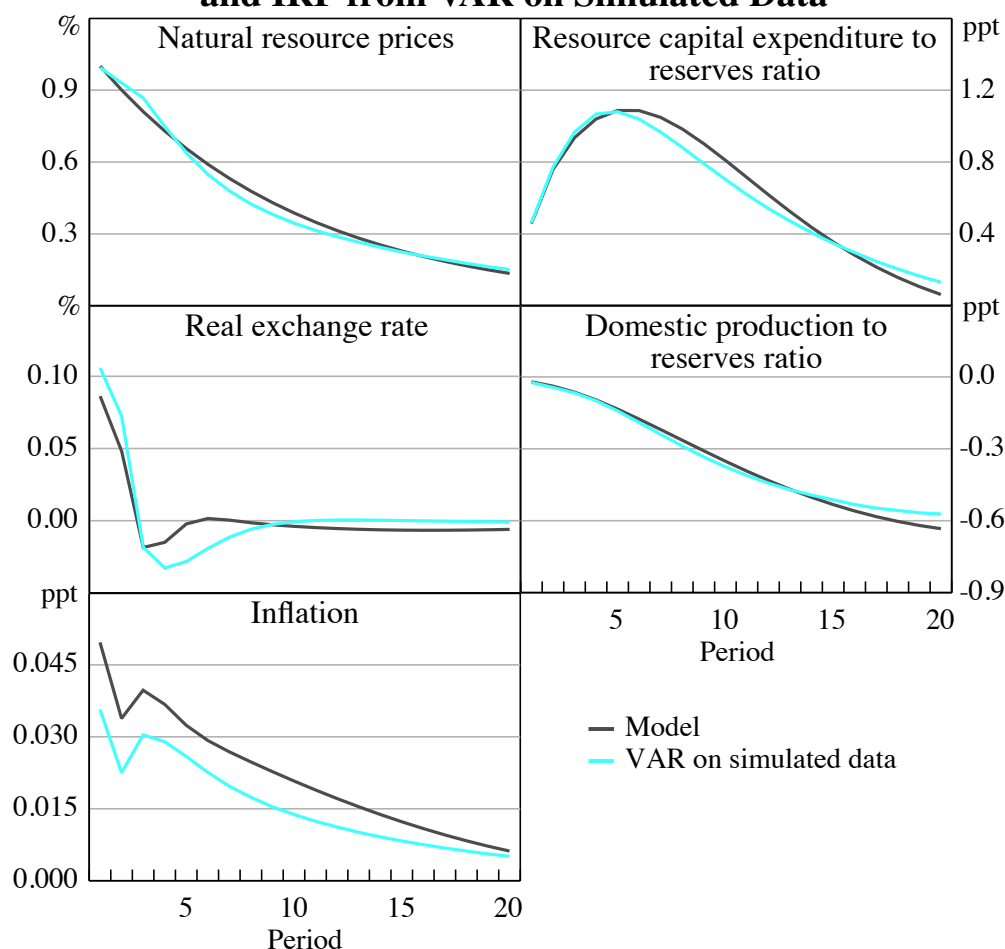 and IRF from VAR on Simulated Data
%
Natural resource prices
0.9
0.6
0.3
Resource capital expenditure to
reserves ratio
ppt
1.2
0.8
0.4
%
Real exchange rate
0.10
0.05
0.00
Domestic production to
reserves ratio
ppt
0.0
-0.3
-0.6
-0.9
5 10 15 20
Period
ppt
Inflation
0.045
0.030
0.015
0.000
5 10 15 20
Period
Model
VAR on simulated data